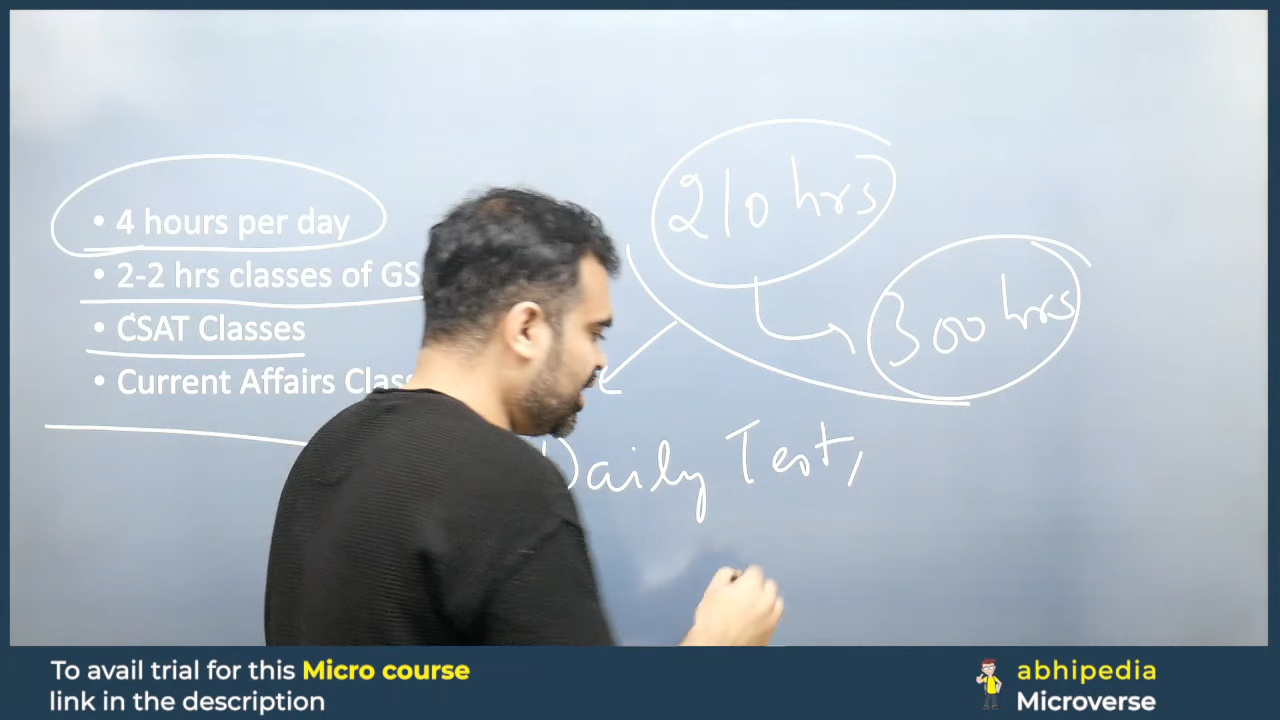 • 4 hours per day
• 2-2 hrs classes of GS
• CSAT Classes
• Current Affairs
210 hrs
300 hrs
Daily Test,
To avail trial for this Micro course
link in the description
abhipedia
Microverse